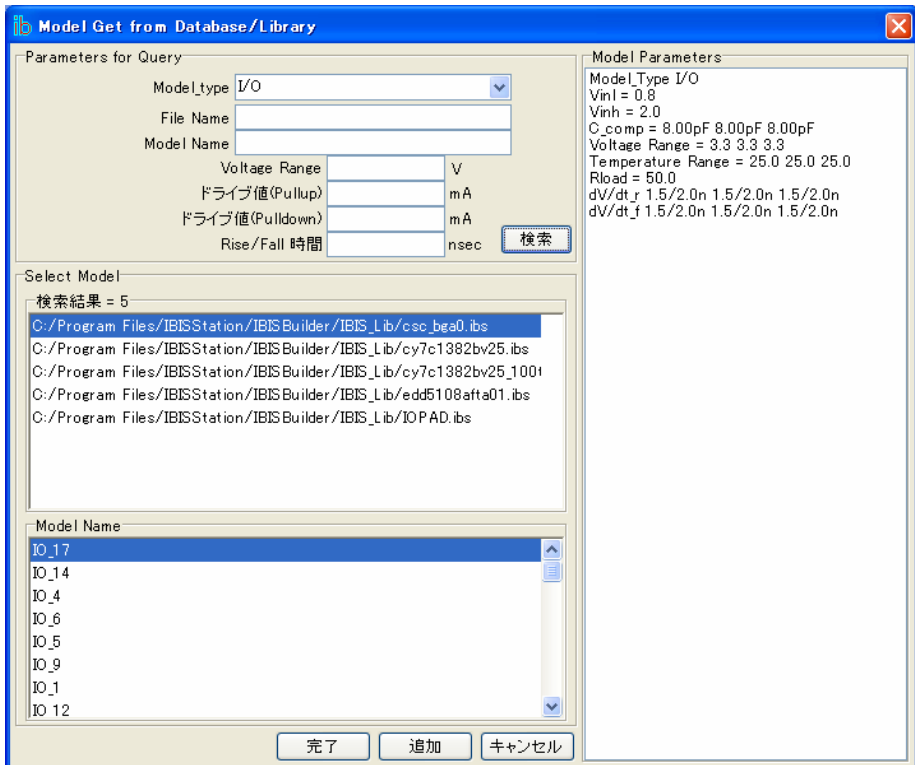 ib Model Get from Database/Library
Parameters for Query
Model_type I/O
File Name
Model Name
Voltage Range V
ドライブ値(Pullup) mA
ドライブ値(Pulldown) mA
Rise/Fall 時間 nsec 検索
Select Model
検索結果 = 5
C:/Program Files/IBISStation/IBISBuilder/IBIS_Lib/csc_bga0.ibs
C:/Program Files/IBISStation/IBISBuilder/IBIS_Lib/cy7c1382bv25.ibs
C:/Program Files/IBISStation/IBISBuilder/IBIS_Lib/cy7c1382bv25_100t
C:/Program Files/IBISStation/IBISBuilder/IBIS_Lib/edd5108afta01.ibs
C:/Program Files/IBISStation/IBISBuilder/IBIS_Lib/IOPAD.ibs
Model Name
IO_17
IO_14
IO_4
IO_6
IO_5
IO_9
IO_1
IO 12
完了 追加 キャンセル
Model Parameters
Model_Type I/O
Vinl = 0.8
Vinh = 2.0
C_comp = 8.00pF 8.00pF 8.00pF
Voltage Range = 3.3 3.3 3.3
Temperature Range = 25.0 25.0 25.0
Rload = 50.0
dV/dt_r 1.5/2.0n 1.5/2.0n 1.5/2.0n
dV/dt_f 1.5/2.0n 1.5/2.0n 1.5/2.0n